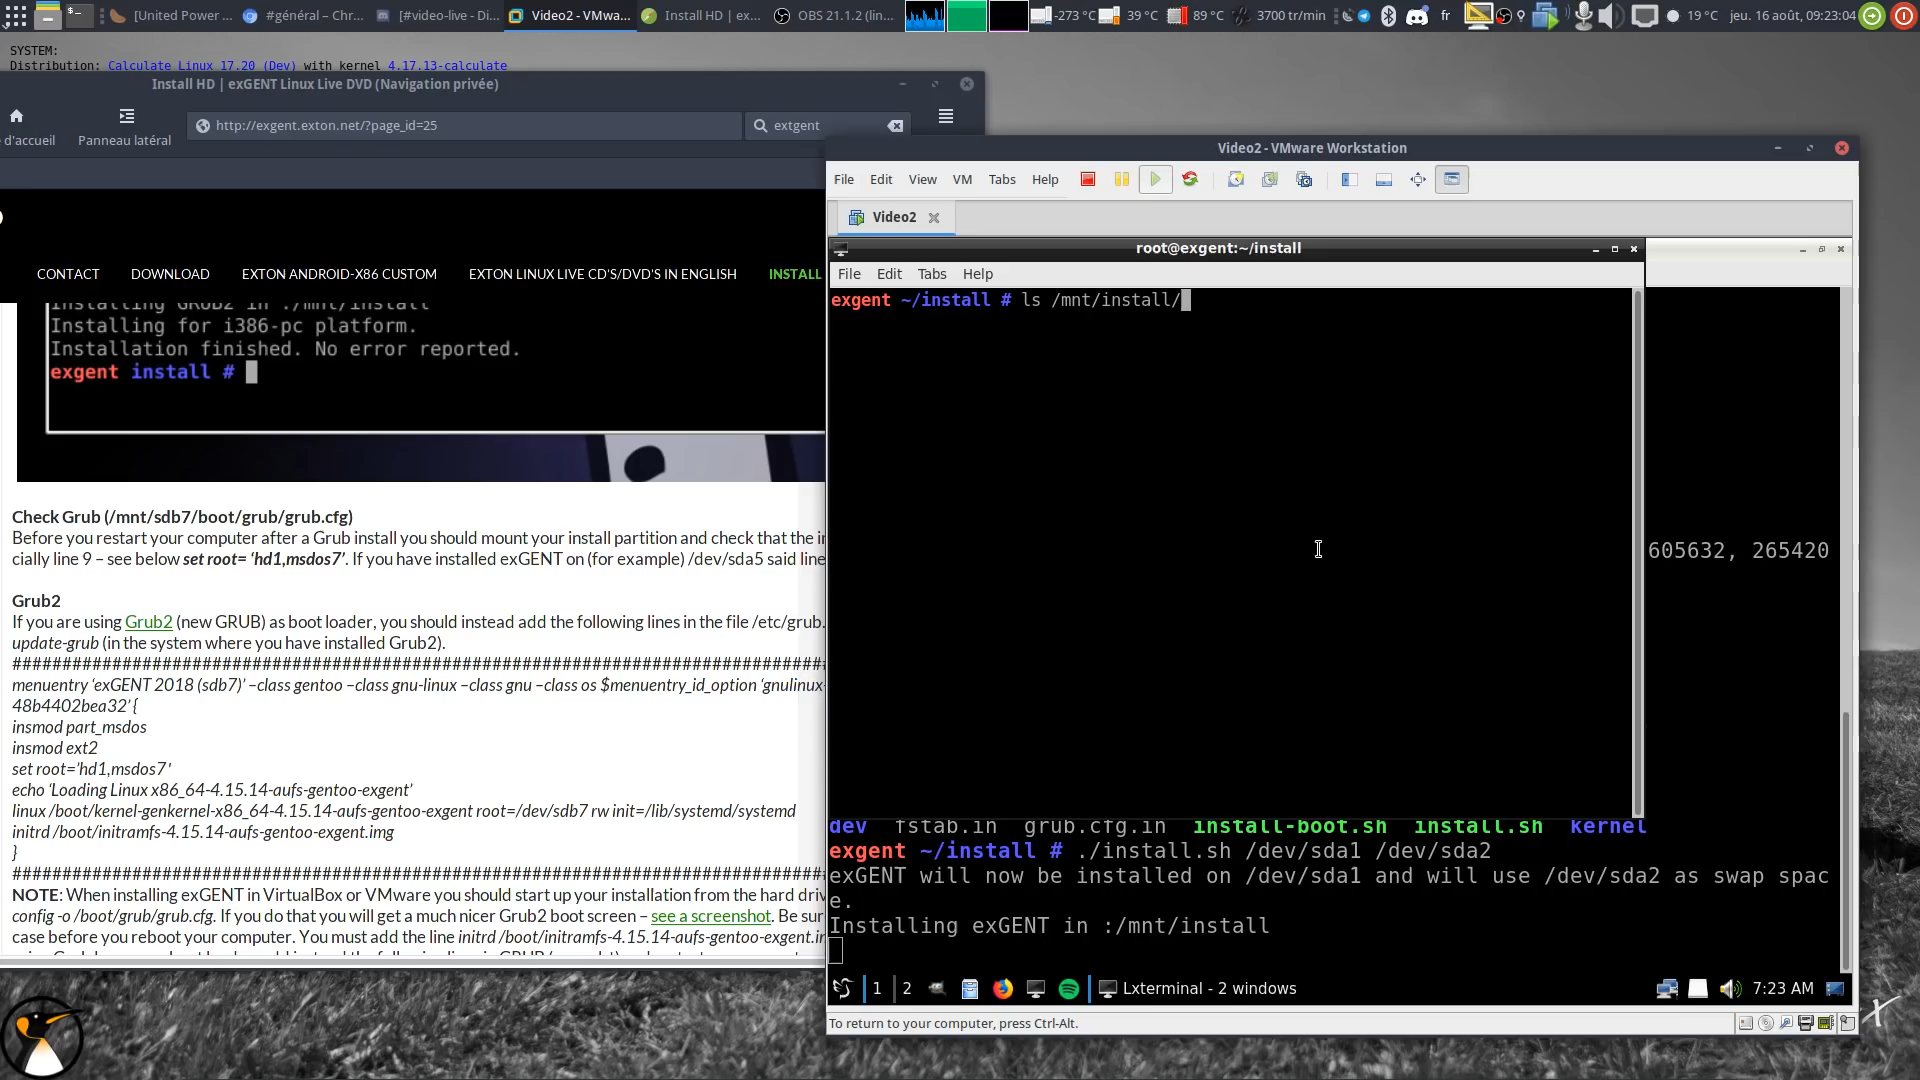 [United Power ...
#général – Chr...
[#video-live - Di...
Video2 - VMwa...
Install HD | ex...
OBS 21.1.2 (lin...
-273 °C
39 °C
89 °C
3700 tr/min
fr
19 °C
jeu. 16 août, 09:23:04
SYSTEM:
Distribution: Calculate Linux 17.20 (Dev) with kernel 4.17.13-calculate
Install HD | exGENT Linux Live DVD (Navigation privée)
d'accueil
Panneau latéral
http://exgent.exton.net/?page_id=25
extgent
CONTACT
DOWNLOAD
EXTON ANDROID-X86 CUSTOM
EXTON LINUX LIVE CD'S/DVD'S IN ENGLISH
INSTALL
Installing GRUB2 in ./mnt/install
Installing for i386-pc platform.
Installation finished. No error reported.
exgent install #
Check Grub (/mnt/sdb7/boot/grub/grub.cfg)
Before you restart your computer after a Grub install you should mount your install partition and check that the in
cially line 9 – see below set root= ‘hd1,msdos7’. If you have installed exGENT on (for example) /dev/sda5 said line
Grub2
If you are using Grub2 (new GRUB) as boot loader, you should instead add the following lines in the file /etc/grub.
update-grub (in the system where you have installed Grub2).
menuentry ‘exGENT 2018 (sdb7)’ –class gentoo –class gnu-linux –class gnu –class os $menuentry_id_option ‘gnulinux-
48b4402bea32’ {
insmod part_msdos
insmod ext2
set root=’hd1,msdos7′
echo ‘Loading Linux x86_64-4.15.14-aufs-gentoo-exgent’
linux /boot/kernel-genkernel-x86_64-4.15.14-aufs-gentoo-exgent root=/dev/sdb7 rw init=/lib/systemd/systemd
initrd /boot/initramfs-4.15.14-aufs-gentoo-exgent.img
}
NOTE: When installing exGENT in VirtualBox or VMware you should start up your installation from the hard driv
config -o /boot/grub/grub.cfg. If you do that you will get a much nicer Grub2 boot screen – see a screenshot. Be sur
case before you reboot your computer. You must add the line initrd /boot/initramfs-4.15.14-aufs-gentoo-exgent.in
Video2 - VMware Workstation
File Edit View VM Tabs Help
Video2
root@exgent:~/install
File Edit Tabs Help
exgent ~/install # ls /mnt/install/
605632, 265420
dev fstab.in grub.cfg.in install-boot.sh install.sh kernel
exgent ~/install # ./install.sh /dev/sda1 /dev/sda2
exGENT will now be installed on /dev/sda1 and will use /dev/sda2 as swap spac
e.
Installing exGENT in :/mnt/install
1
2
Lxterminal - 2 windows
7:23 AM
To return to your computer, press Ctrl-Alt.